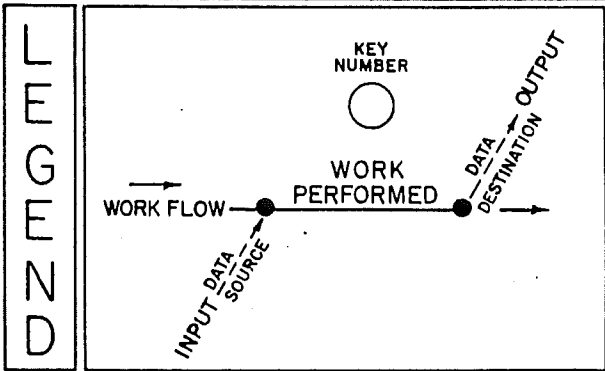 LEGEND
KEY
NUMBER
WORK FLOW
WORK
PERFORMED
INPUT
DATA
SOURCE
DATA
DESTINATION
OUTPUT